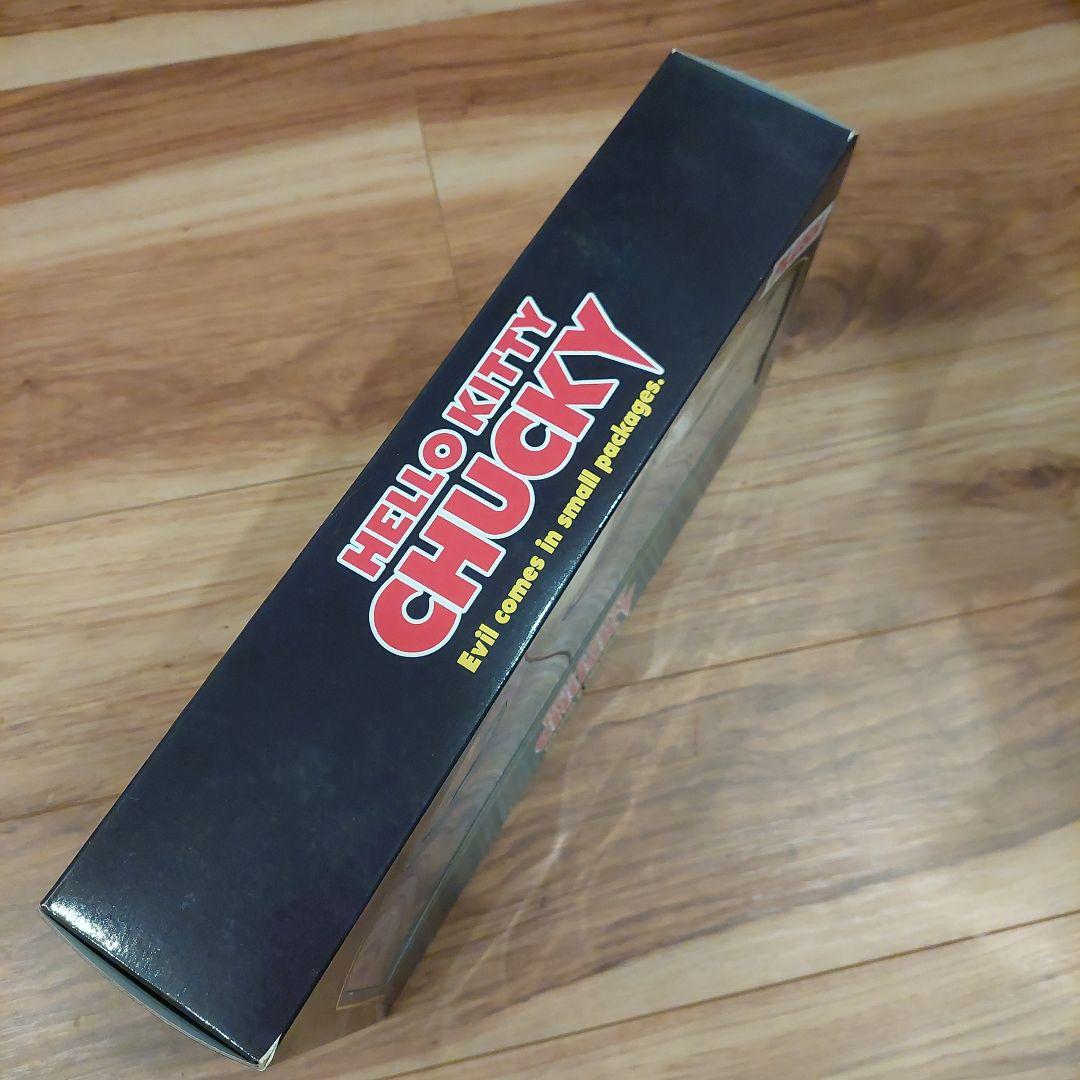 HELLO KITTY
CHUCKY
Evil comes in small packages.